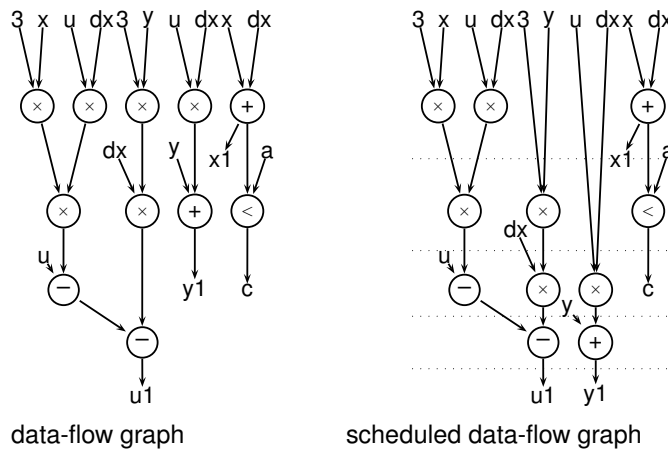 3 x u dx 3 y u dx x dx
3 x u dx 3 y u dx x dx
× × × × +
× × +
x1
x1
dx y a
a
× × + <
× × <
u
dx
u
− y1 c
− × × c
y
−
− +
u1
u1 y1
data-flow graph
scheduled data-flow graph